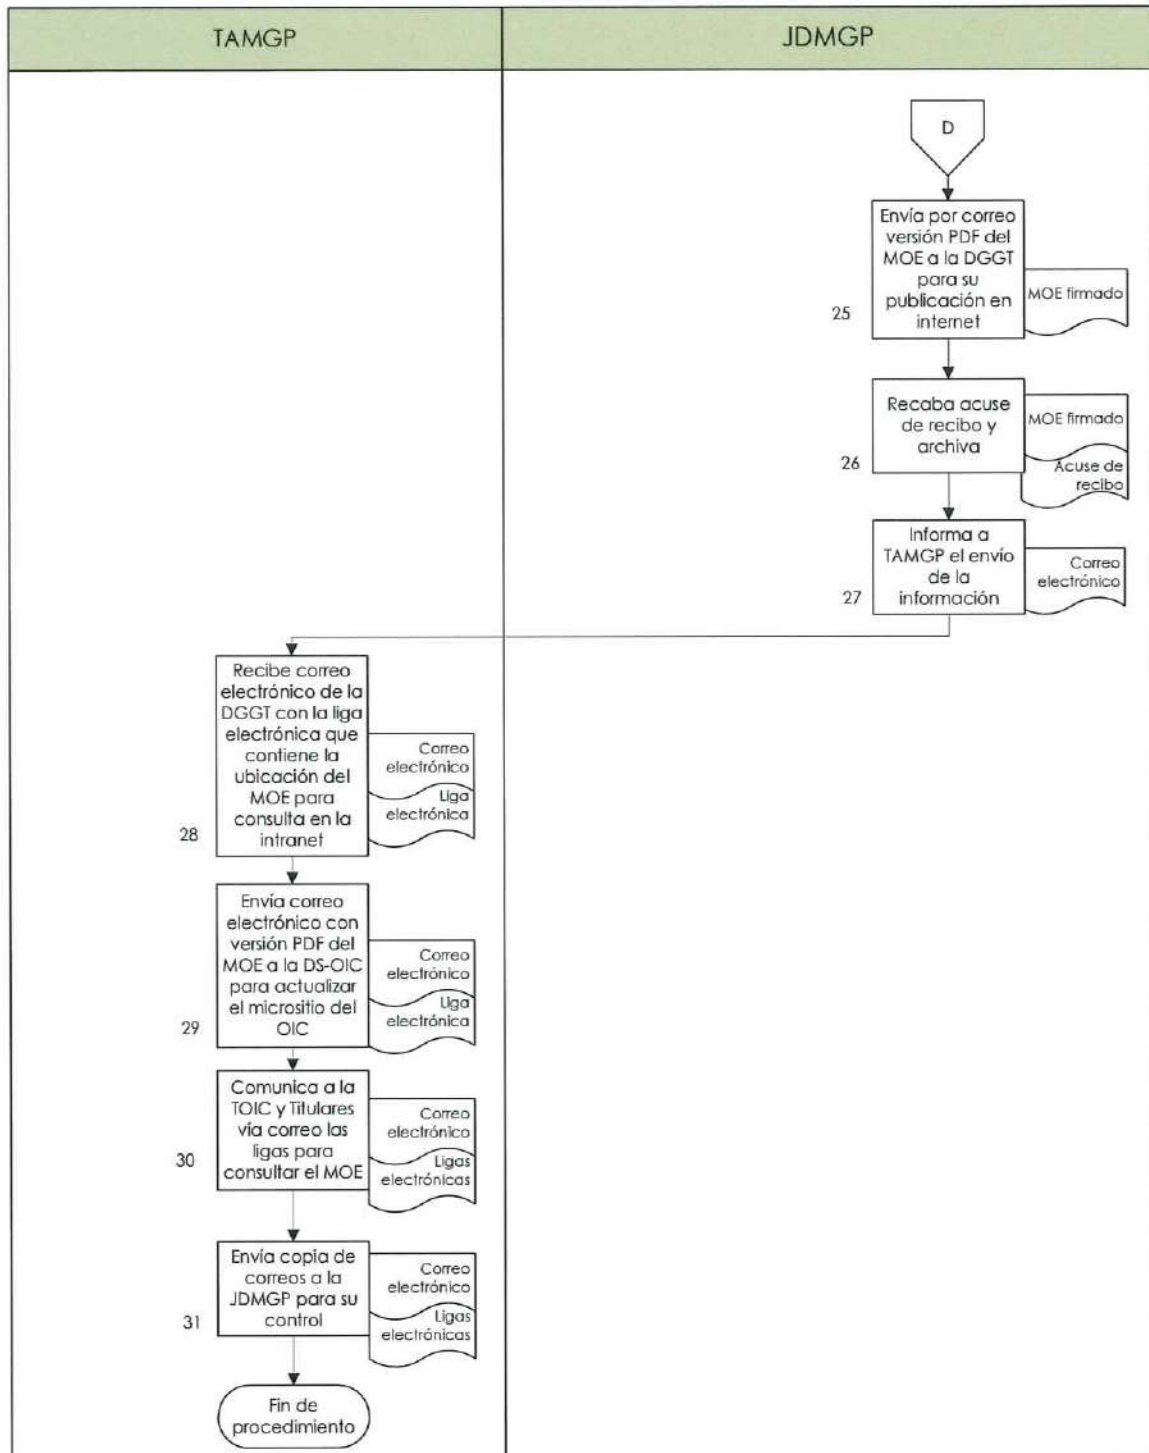 TAMGP
JDMGP
D
Envía por correo
versión PDF del
MOE a la DGGT
para su
publicación en
internet
25
MOE firmado
Recaba acuse
de recibo y
archiva
26
MOE firmado
Acuse de
recibo
Informa a
TAMGP el envío
de la
información
27
Correo
electrónico
Recibe correo
electrónico de la
DGGT con la liga
electrónica que
contiene la
ubicación del
MOE para
consulta en la
intranet
28
Correo
electrónico
Liga
electrónica
Envía correo
electrónico con
versión PDF del
MOE a la DS-OIC
para actualizar
el micrositio del
OIC
29
Correo
electrónico
Liga
electrónica
Comunica a la
TOIC y Titulares
vía correo las
ligas para
consultar el MOE
30
Correo
electrónico
Ligas
electrónicas
Envía copia de
correos a la
JDMGP para su
control
31
Correo
electrónico
Ligas
electrónicas
Fin de
procedimiento